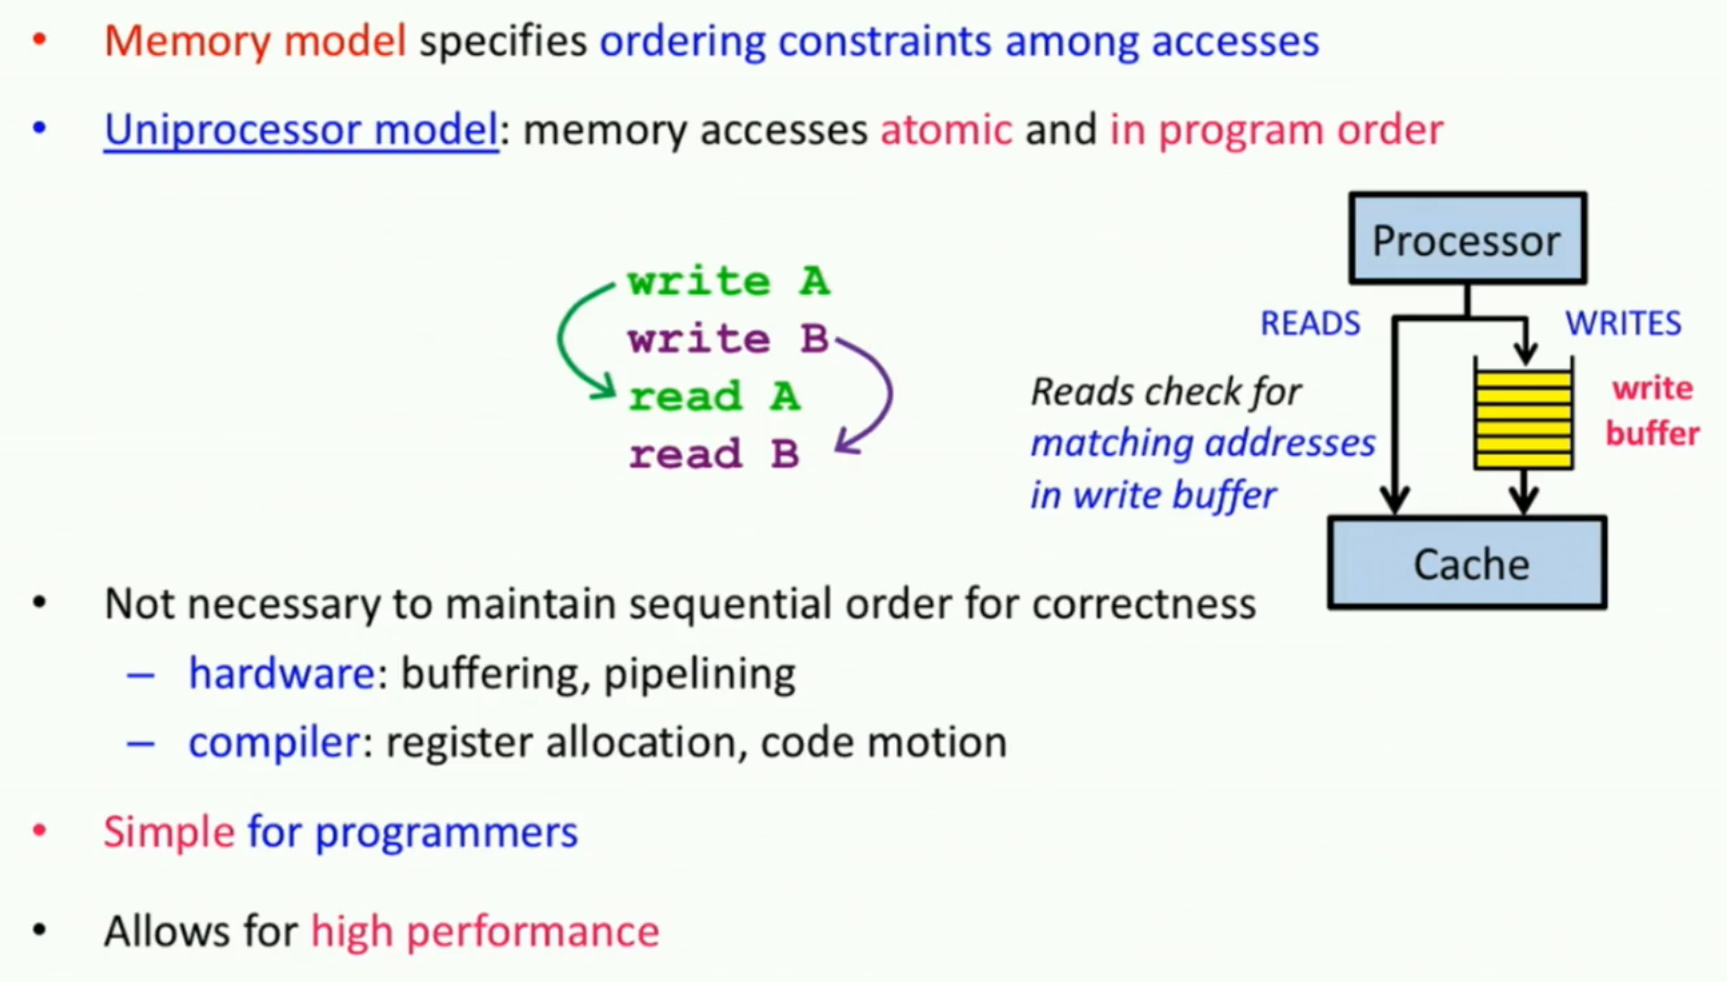 • Memory model specifies ordering constraints among accesses
• Uniprocessor model: memory accesses atomic and in program order
write A
write B
read A
read B
Processor
READS
WRITES
Reads check for
matching addresses
in write buffer
write
buffer
Cache
• Not necessary to maintain sequential order for correctness
– hardware: buffering, pipelining
– compiler: register allocation, code motion
• Simple for programmers
• Allows for high performance